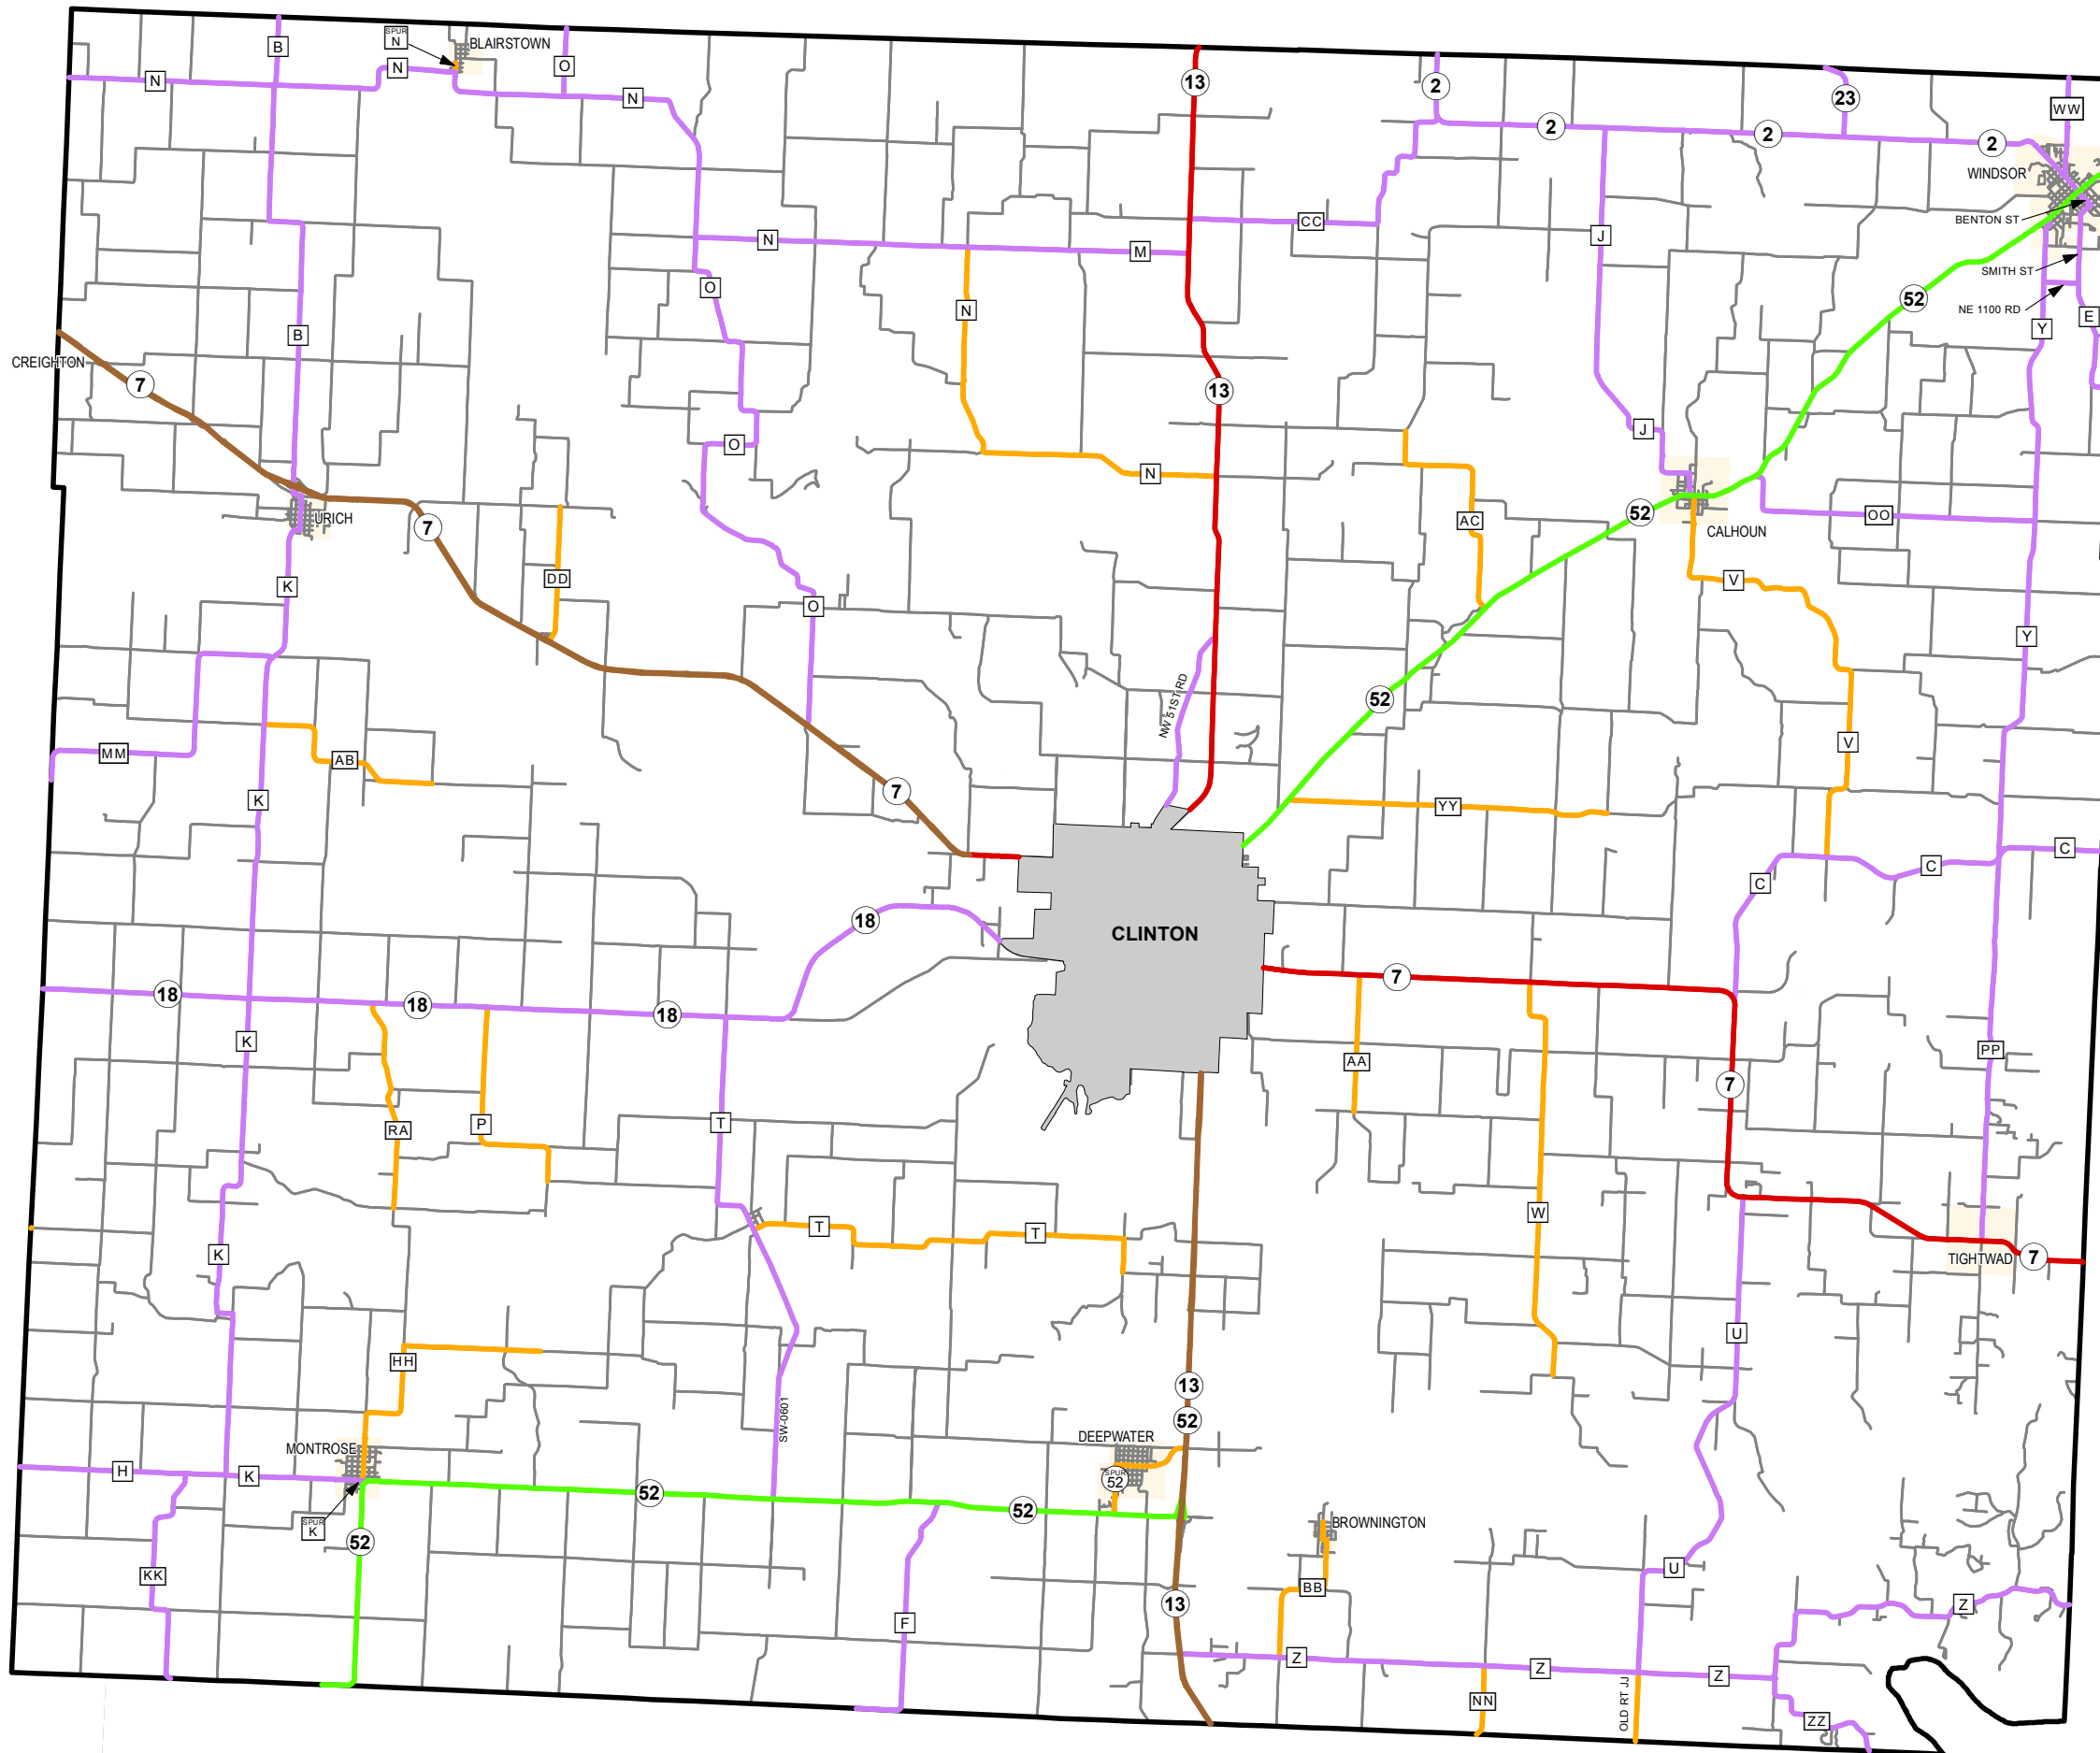 B
SPUR
N
BLAIRSTOWN
O
N
N
N
13
2
23
WW
2
2
2
WINDSOR
BENTON ST
CC
J
N
M
SMITH ST
O
52
NE 1100 RD
N
E
Y
B
CREIGHTON
7
13
J
O
N
URICH
7
AC
52
OO
CALHOUN
DD
V
K
O
Y
52
NW 51ST RD
V
MM
AB
K
7
YY
C
C
C
18
CLINTON
18
18
18
7
K
PP
AA
7
T
P
RA
W
T
T
K
TIGHTWAD
7
U
HH
13
SW-0601
52
DEEPWATER
MONTROSE
H
K
SPUR
52
52
52
SPUR
K
52
BROWNINGTON
U
KK
BB
13
Z
F
Z
Z
Z
NN
OLD RT JJ
ZZ